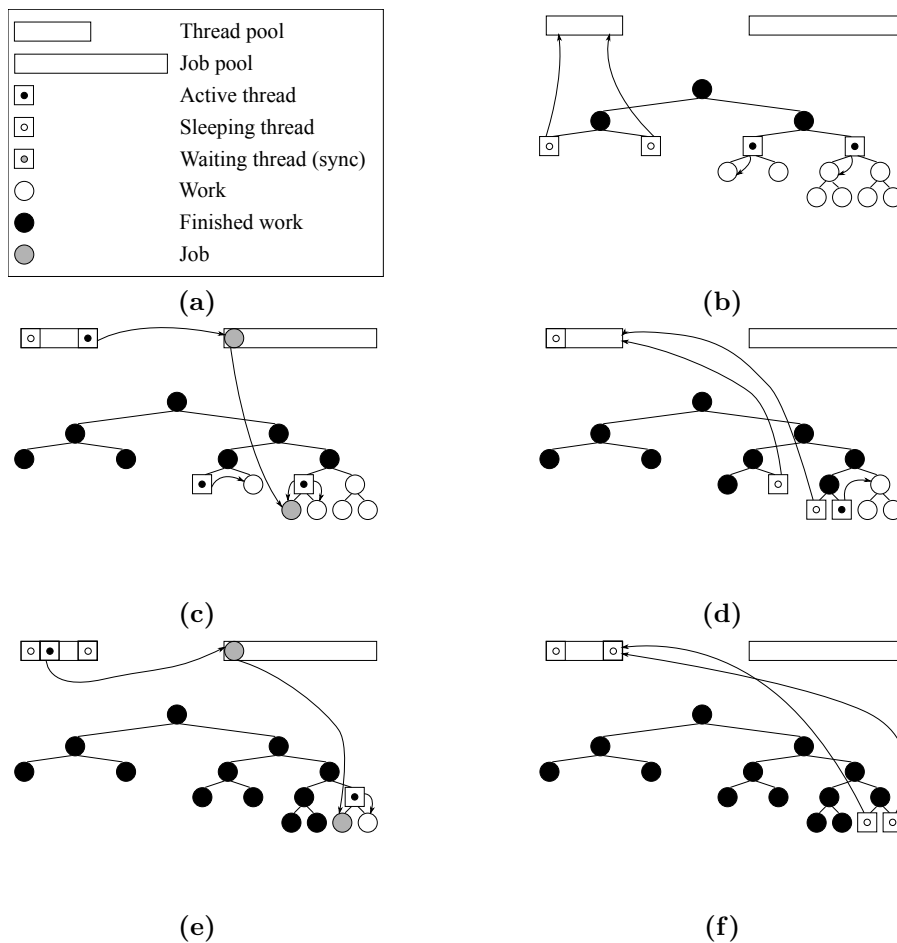 Thread pool
Job pool
Active thread
Sleeping thread
Waiting thread (sync)
Work
Finished work
Job
(a)
(b)
(c)
(d)
(e)
(f)